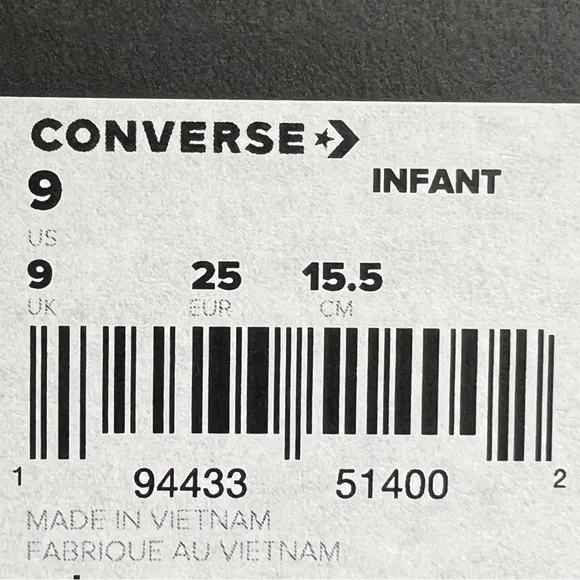 CONVERSE
9 INFANT
US
9 25 15.5
UK EUR CM
1 94433 51400 2
MADE IN VIETNAM
FABRIQUE AU VIETNAM